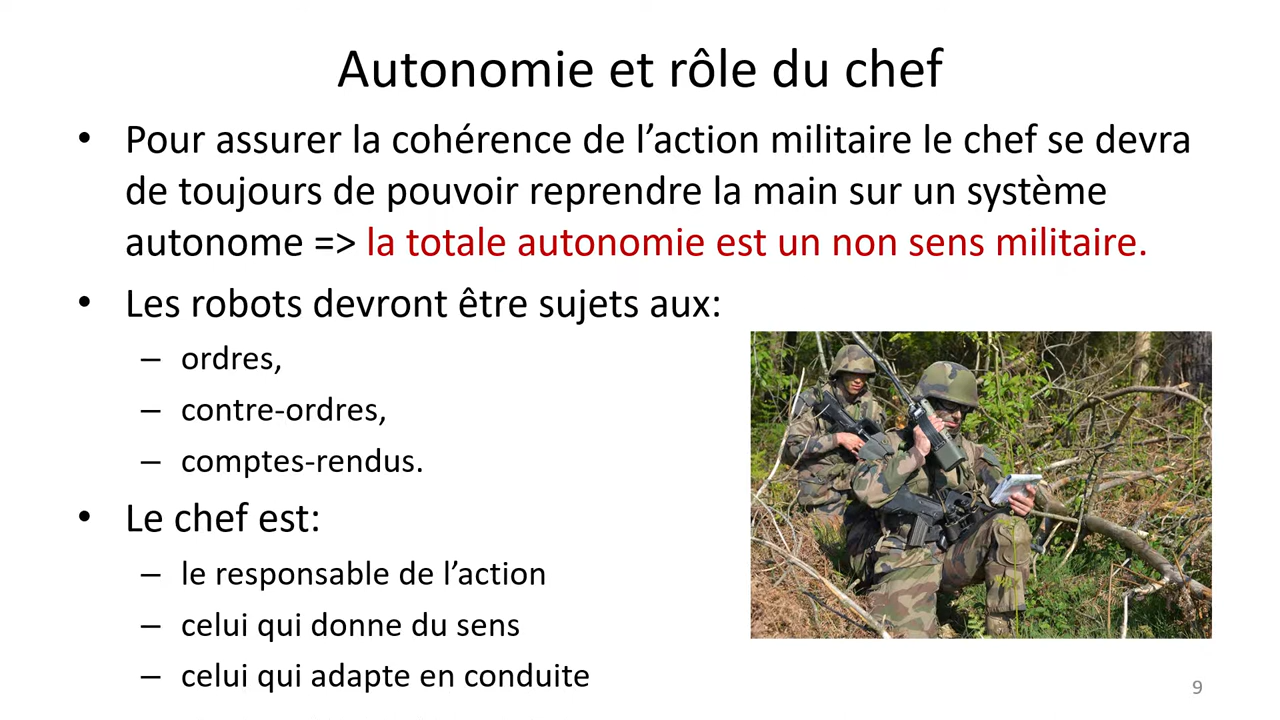 Autonomie et rôle du chef
• Pour assurer la cohérence de l’action militaire le chef se devra
de toujours de pouvoir reprendre la main sur un système
autonome => la totale autonomie est un non sens militaire.
• Les robots devront être sujets aux:
– ordres,
– contre-ordres,
– comptes-rendus.
• Le chef est:
– le responsable de l’action
– celui qui donne du sens
– celui qui adapte en conduite
9